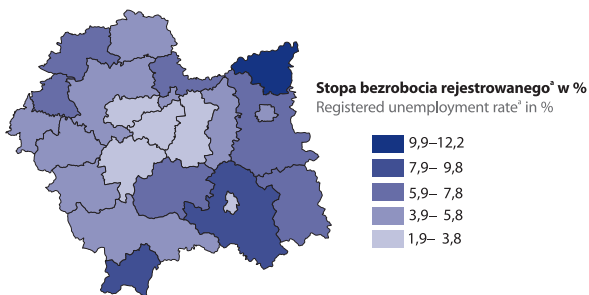 Stopa bezrobocia rejestrowanegoª w %
Registered unemployment rateª in %
9,9–12,2
7,9– 9,8
5,9– 7,8
3,9– 5,8
1,9– 3,8